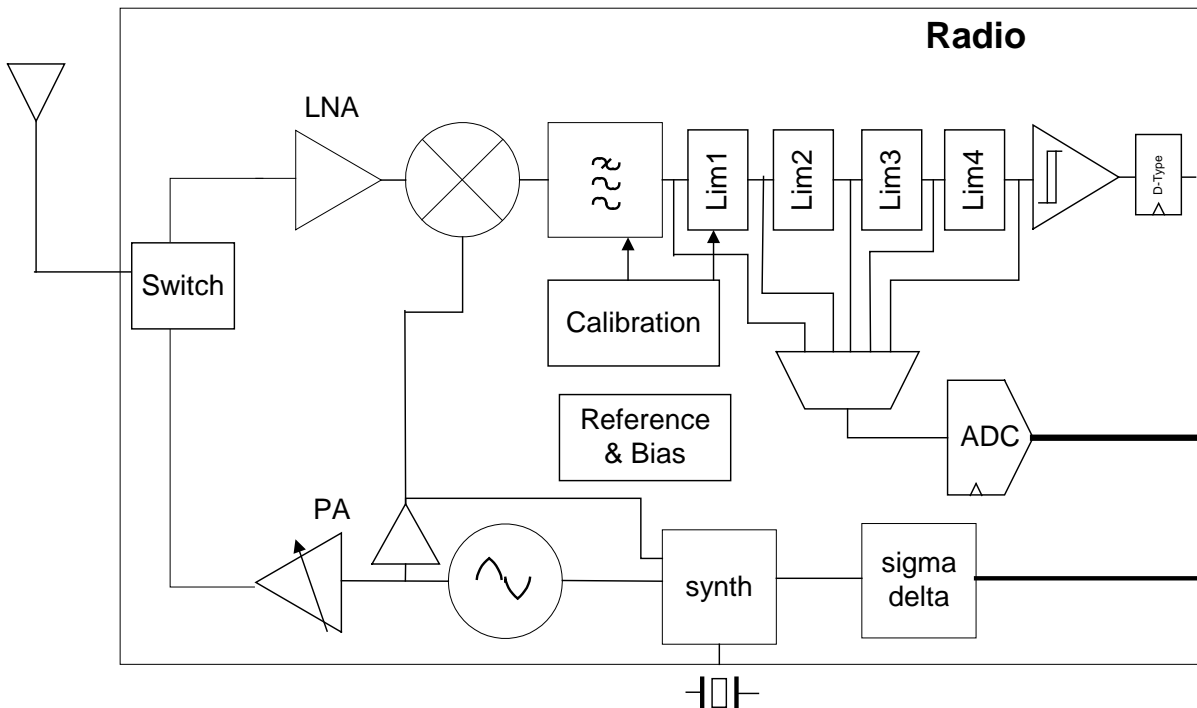 Radio
LNA
Lim1
Lim2
Lim3
Lim4
D-Type
Switch
Calibration
Reference
& Bias
ADC
PA
synth
sigma
delta